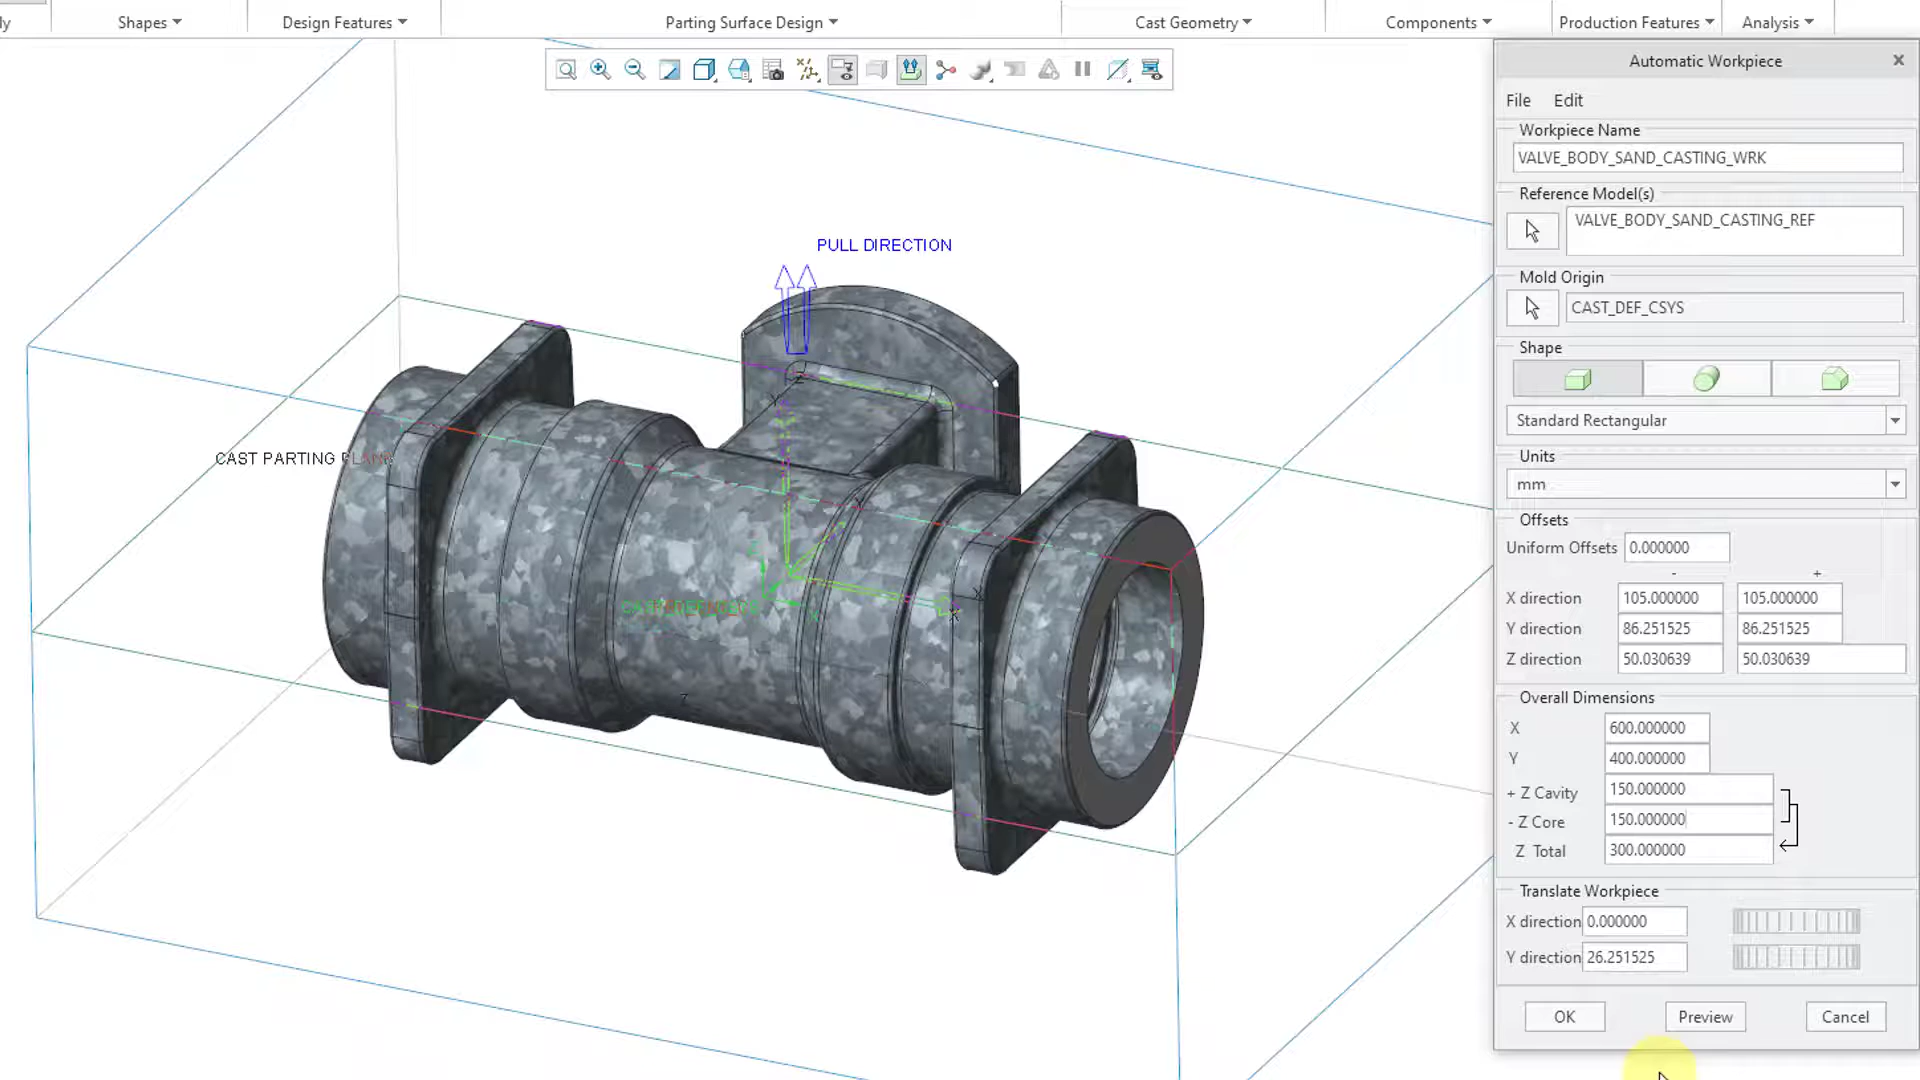 Shapes
Design Features
Parting Surface Design
Cast Geometry
Components
Production Features
Analysis
Automatic Workpiece
File Edit
Workpiece Name
VALVE_BODY_SAND_CASTING_WRK
Reference Model(s)
VALVE_BODY_SAND_CASTING_REF
Mold Origin
CAST_DEF_CSYS
Shape
Standard Rectangular
Units
mm
Offsets
Uniform Offsets 0.000000
- +
X direction 105.000000 105.000000
Y direction 86.251525 86.251525
Z direction 50.030639 50.030639
Overall Dimensions
X 600.000000
Y 400.000000
+ Z Cavity 150.000000
- Z Core 150.000000
Z Total 300.000000
Translate Workpiece
X direction 0.000000
Y direction 26.251525
OK Preview Cancel
PULL DIRECTION
CAST PARTING PLANE
Z
Y
Z
X
X
X
Z